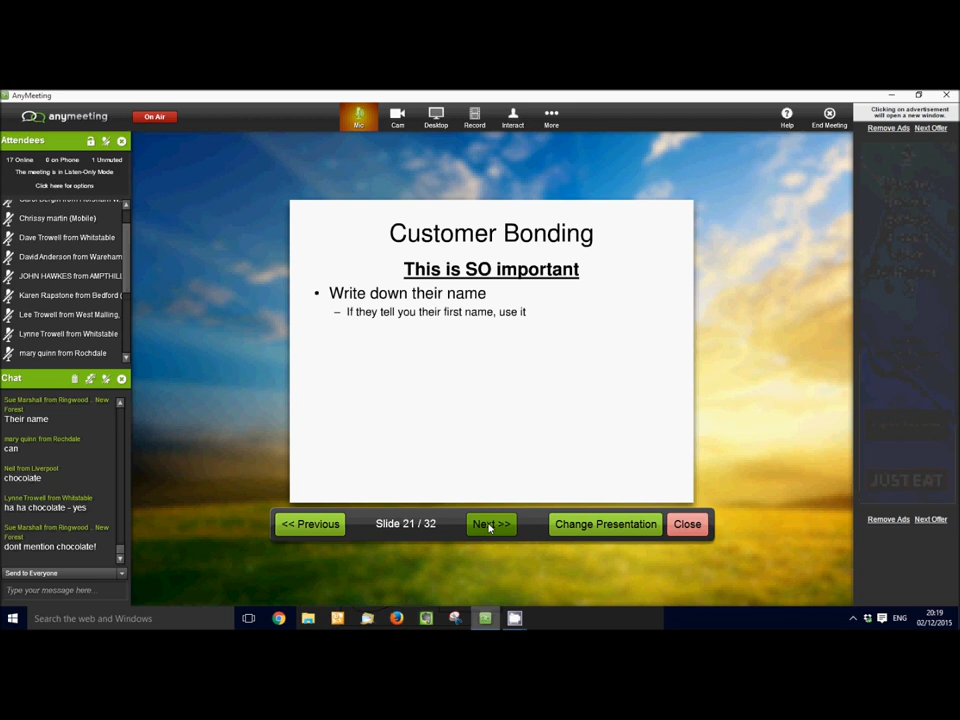 AnyMeeting
anymeeting
On Air
Mic
Cam
Desktop
Record
Interact
More
Help
End Meeting
Clicking on advertisement
will open a new window.
Remove Ads Next Offer
Attendees
17 Online 0 on Phone 1 Unmuted
The meeting is in Listen-Only Mode
Click here for options
Chrissy martin (Mobile)
Dave Trowell from Whitstable
David Anderson from Wareham
JOHN HAWKES from AMPTHILL
Karen Rapstone from Bedford (
Lee Trowell from West Malling,
Lynne Trowell from Whitstable
mary quinn from Rochdale
Chat
Sue Marshall from Ringwood .. New
Forest
Their name
mary quinn from Rochdale
can
Neil from Liverpool
chocolate
Lynne Trowell from Whitstable
ha ha chocolate - yes
Sue Marshall from Ringwood .. New
Forest
dont mention chocolate!
Send to Everyone
Type your message here...
Customer Bonding
This is SO important
• Write down their name
– If they tell you their first name, use it
<< Previous
Slide 21 / 32
Next >>
Change Presentation
Close
JUST EAT
Remove Ads Next Offer
Search the web and Windows
ENG
20:19
02/12/2015